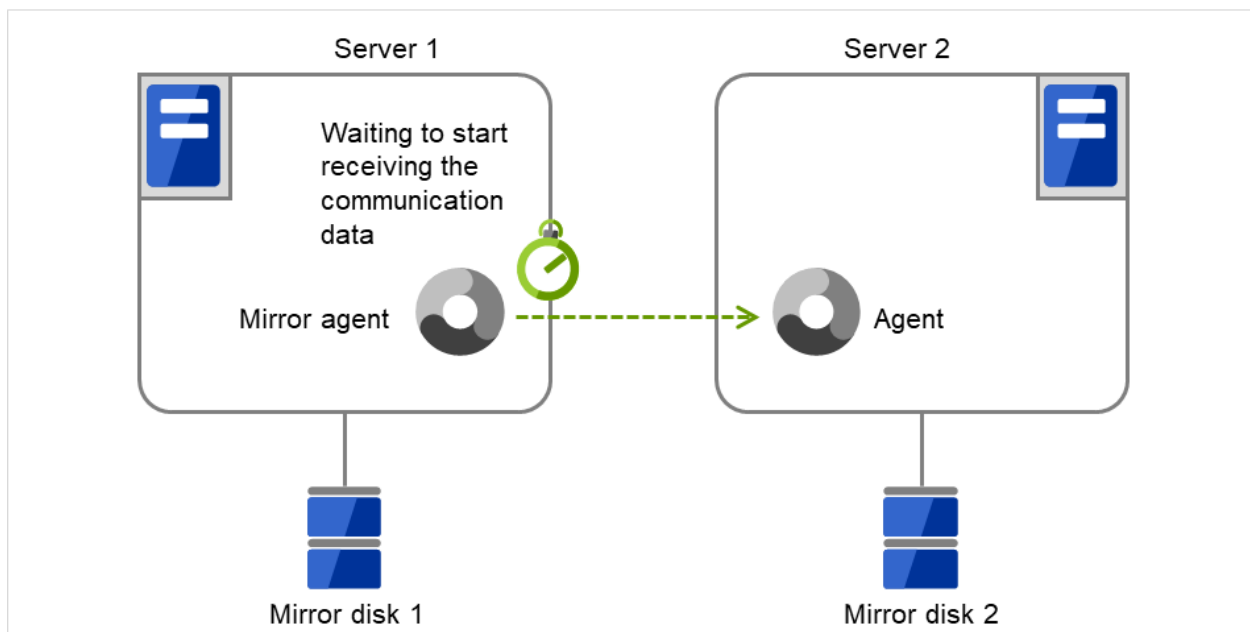 Server 1
Server 2
Waiting to start
receiving the
communication
data
Mirror agent
Agent
Mirror disk 1
Mirror disk 2